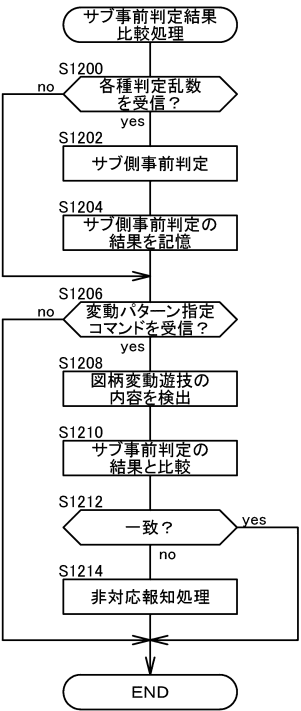 サブ事前判定結果
比較処理
S1200
各種判定乱数
を受信？
no
yes
S1202
サブ側事前判定
S1204
サブ側事前判定の
結果を記憶
S1206
変動パターン指定
コマンドを受信？
no
yes
S1208
図柄変動遊技の
内容を検出
S1210
サブ事前判定の
結果と比較
S1212
一致？
yes
no
S1214
非対応報知処理
END